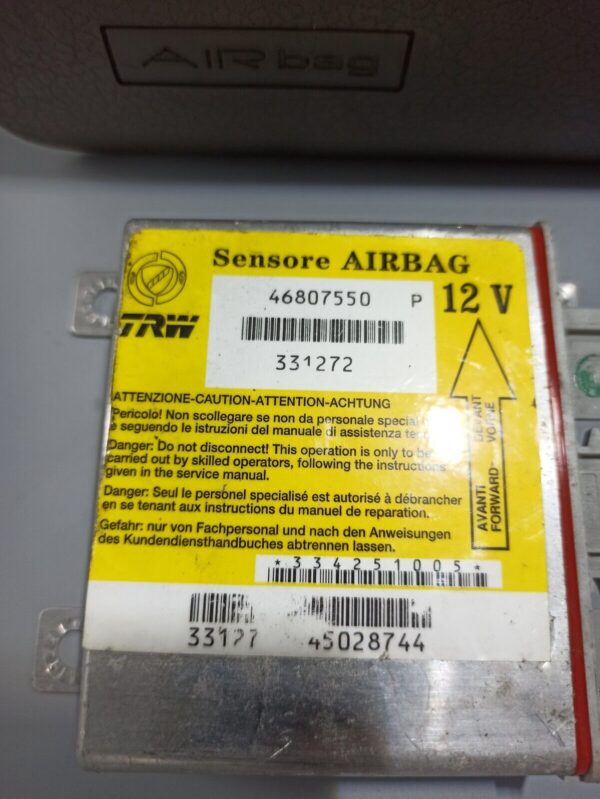 AIRbag
Sensore AIRBAG
46807550 P 12 V
TRW
331272
ATTENZIONE-CAUTION-ATTENTION-ACHTUNG
Pericolo! Non scollegare se non da personale special
e seguendo le istruzioni del manuale di assistenza
Danger: Do not disconnect! This operation is only to be
carried out by skilled operators, following the instructions
given in the service manual.
Danger: Seul le personel spécialisé est autorisé à débrancher
en se tenant aux instructions du manuel de reparation.
Gefahr: nur von Fachpersonal und nach den Anweisungen
des Kundendiensthandbuches abtrennen lassen.
AVANTI DEVANT
FORWARD VORNE
*334251005*
33127 45028744